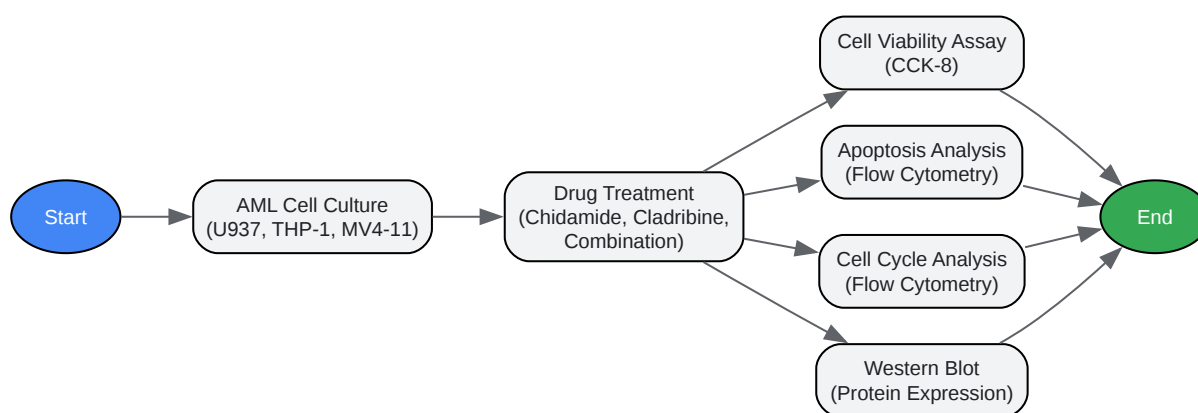 Start
AML Cell Culture
(U937, THP-1, MV4-11)
Drug Treatment
(Chidamide, Cladribine,
Combination)
Cell Viability Assay
(CCK-8)
Apoptosis Analysis
(Flow Cytometry)
Cell Cycle Analysis
(Flow Cytometry)
Western Blot
(Protein Expression)
End